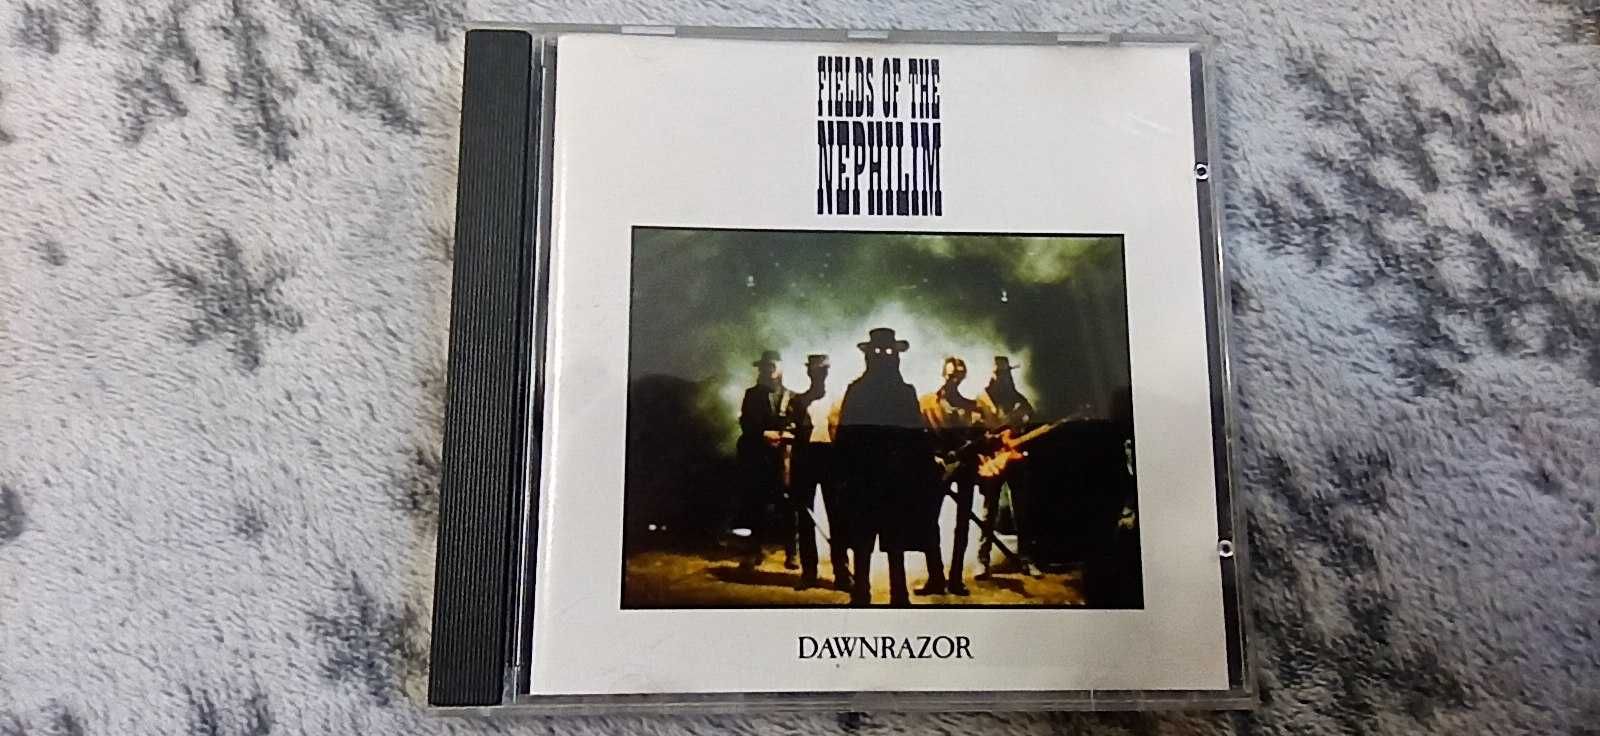 FIELDS OF THE
NEPHILIM
DAWNRAZOR